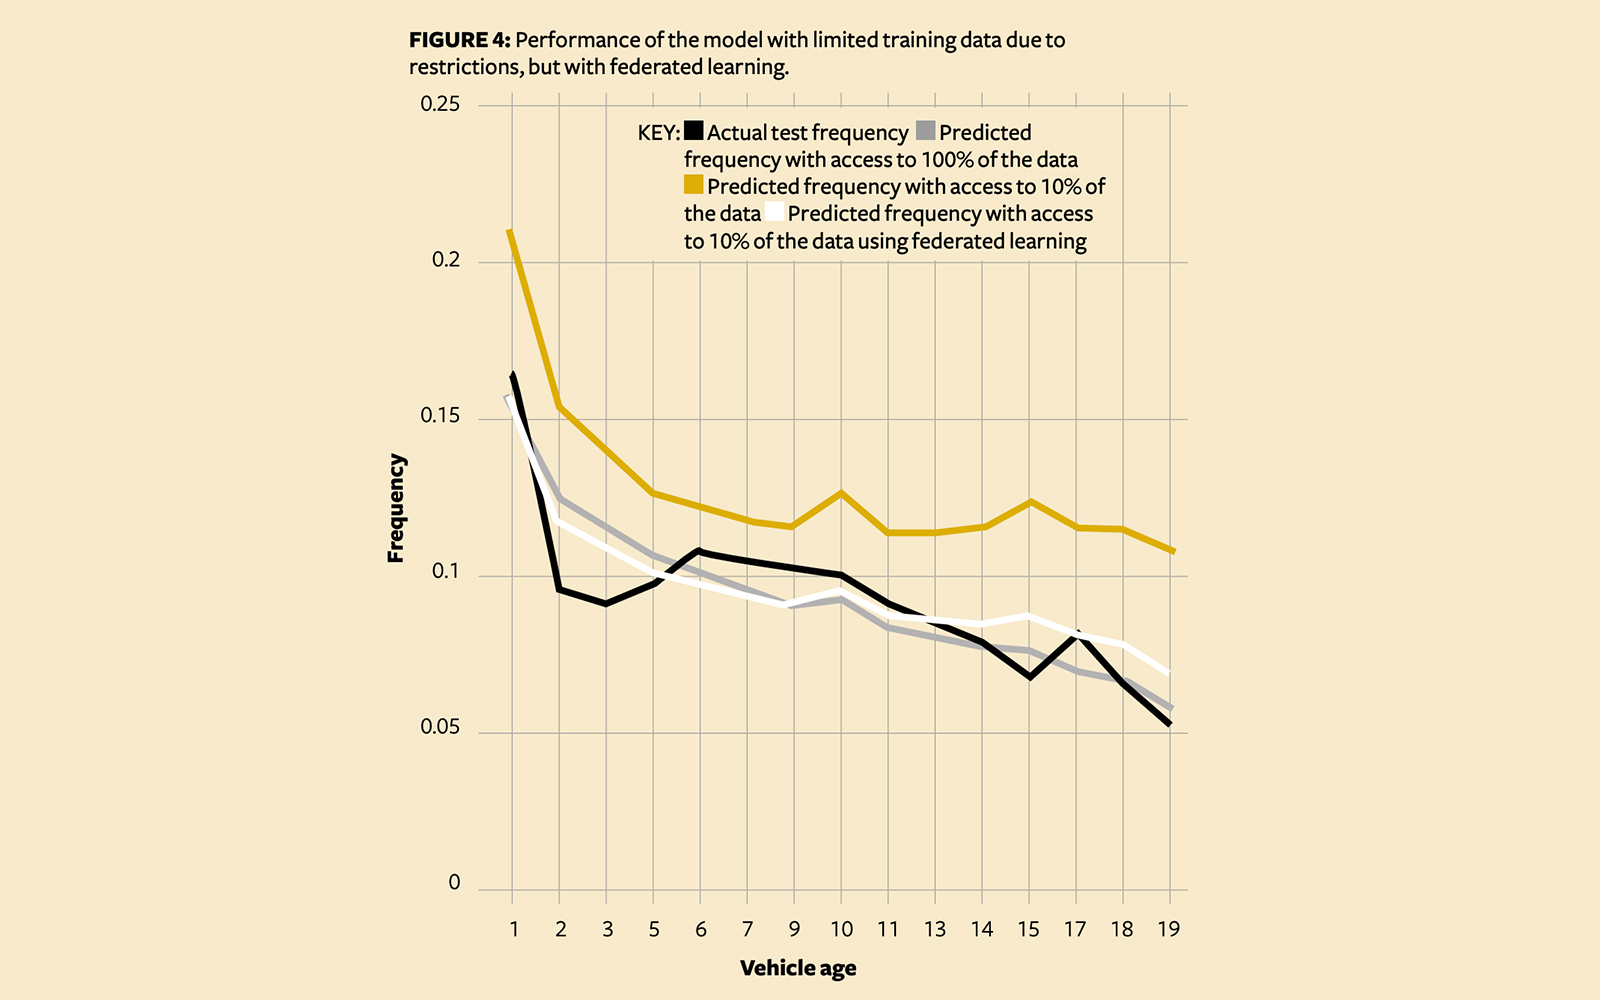 FIGURE 4: Performance of the model with limited training data due to
restrictions, but with federated learning.
0.25
KEY: Actual test frequency Predicted
frequency with access to 100% of the data
Predicted frequency with access to 10% of
the data Predicted frequency with access
to 10% of the data using federated learning
0.2
0.15
Frequency
0.1
0.05
0
1 2 3 5 6 7 9 10 11 13 14 15 17 18 19
Vehicle age